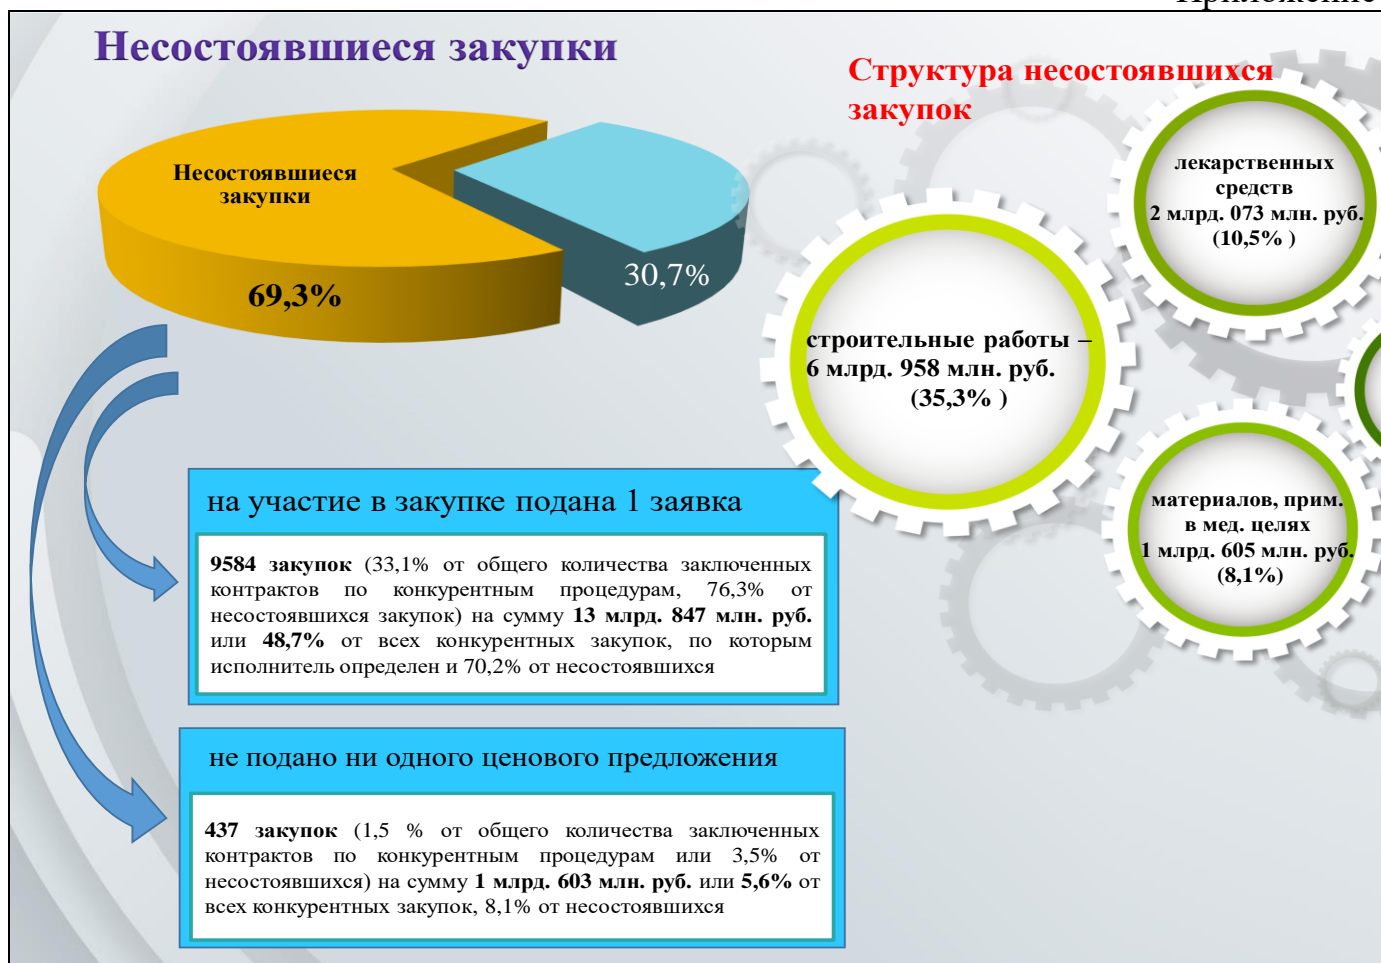 Приложение
Несостоявшиеся закупки
Несостоявшиеся
закупки
69,3%
30,7%
на участие в закупке подана 1 заявка
9584 закупок (33,1% от общего количества заключенных
контрактов по конкурентным процедурам, 76,3% от
несостоявшихся закупок) на сумму 13 млрд. 847 млн. руб.
или 48,7% от всех конкурентных закупок, по которым
исполнитель определен и 70,2% от несостоявшихся
не подано ни одного ценового предложения
437 закупок (1,5 % от общего количества заключенных
контрактов по конкурентным процедурам или 3,5% от
несостоявшихся) на сумму 1 млрд. 603 млн. руб. или 5,6% от
всех конкурентных закупок, 8,1% от несостоявшихся
Структура несостоявшихся
закупок
строительные работы –
6 млрд. 958 млн. руб.
(35,3% )
лекарственных
средств
2 млрд. 073 млн. руб.
(10,5% )
материалов, прим.
в мед. целях
1 млрд. 605 млн. руб.
(8,1%)